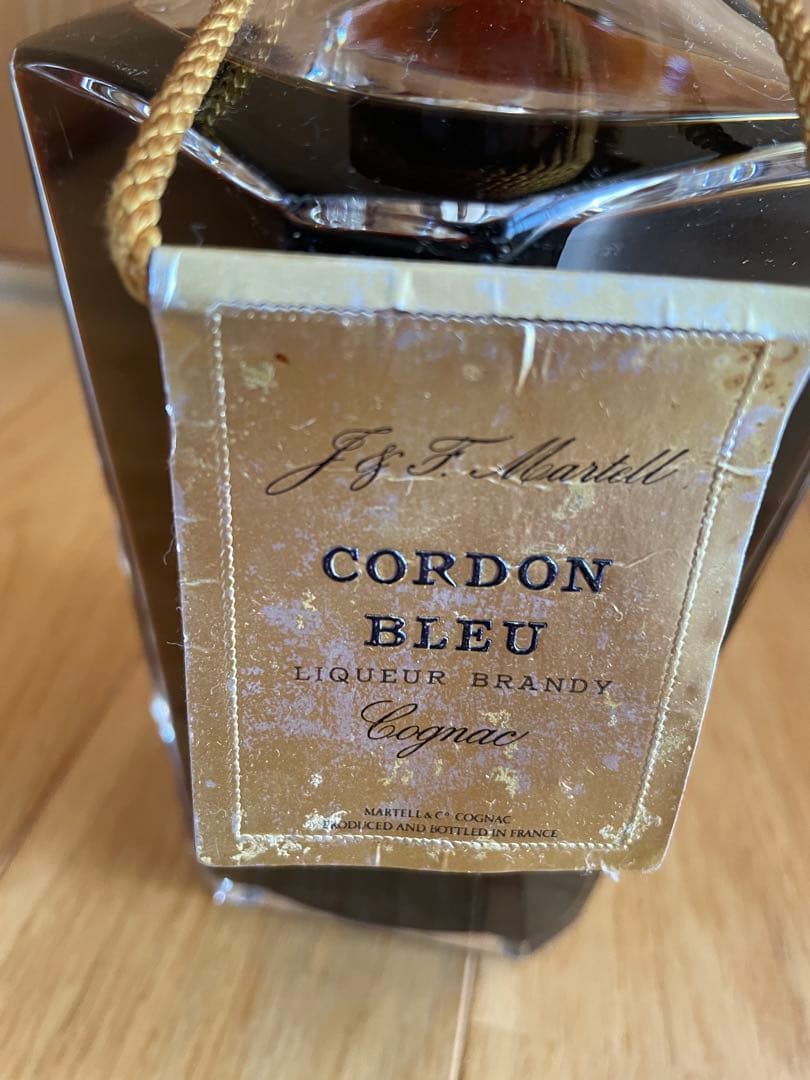 J & F. Martell
CORDON
BLEU
LIQUEUR BRANDY
Cognac
MARTELL & Cº COGNAC
PRODUCED AND BOTTLED IN FRANCE